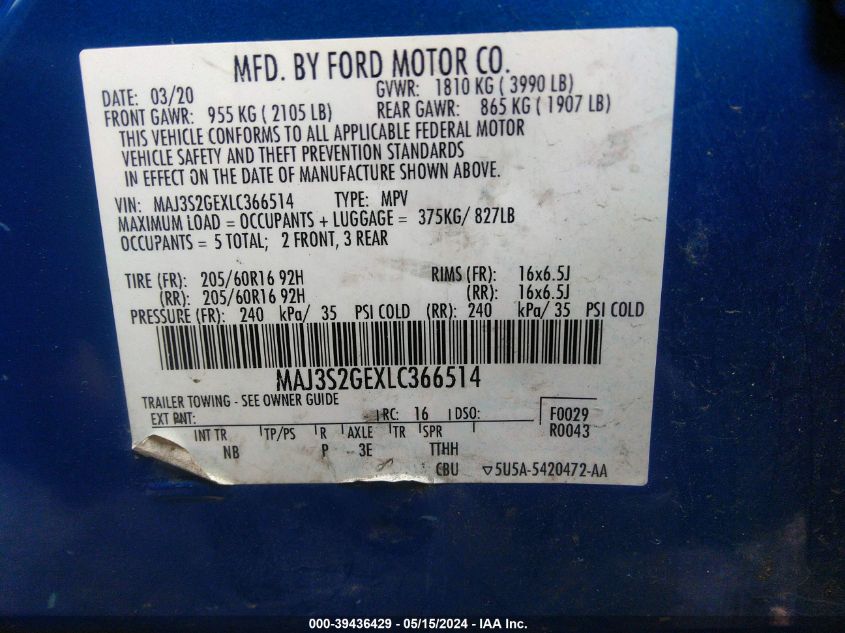 MFD. BY FORD MOTOR CO.
DATE: 03/20 GVWR: 1810 KG ( 3990 LB)
FRONT GAWR: 955 KG ( 2105 LB) REAR GAWR: 865 KG ( 1907 LB)
THIS VEHICLE CONFORMS TO ALL APPLICABLE FEDERAL MOTOR
VEHICLE SAFETY AND THEFT PREVENTION STANDARDS
IN EFFECT ON THE DATE OF MANUFACTURE SHOWN ABOVE.
VIN: MAJ3S2GEXLC366514 TYPE: MPV
MAXIMUM LOAD = OCCUPANTS + LUGGAGE = 375KG/ 827LB
OCCUPANTS = 5 TOTAL; 2 FRONT, 3 REAR
TIRE (FR): 205/60R16 92H RIMS (FR): 16x6.5J
(RR): 205/60R16 92H (RR): 16x6.5J
PRESSURE (FR): 240 kPa/ 35 PSI COLD (RR): 240 kPa/ 35 PSI COLD
MAJ3S2GEXLC366514
TRAILER TOWING - SEE OWNER GUIDE
EXT PNT: RC: 16 DSO: F0029
R0043
INT TR TP/PS R AXLE TR SPR
NB P 3E TTHH
CBU 5U5A-5420472-AA
000-39436429 - 05/15/2024 - IAA Inc.